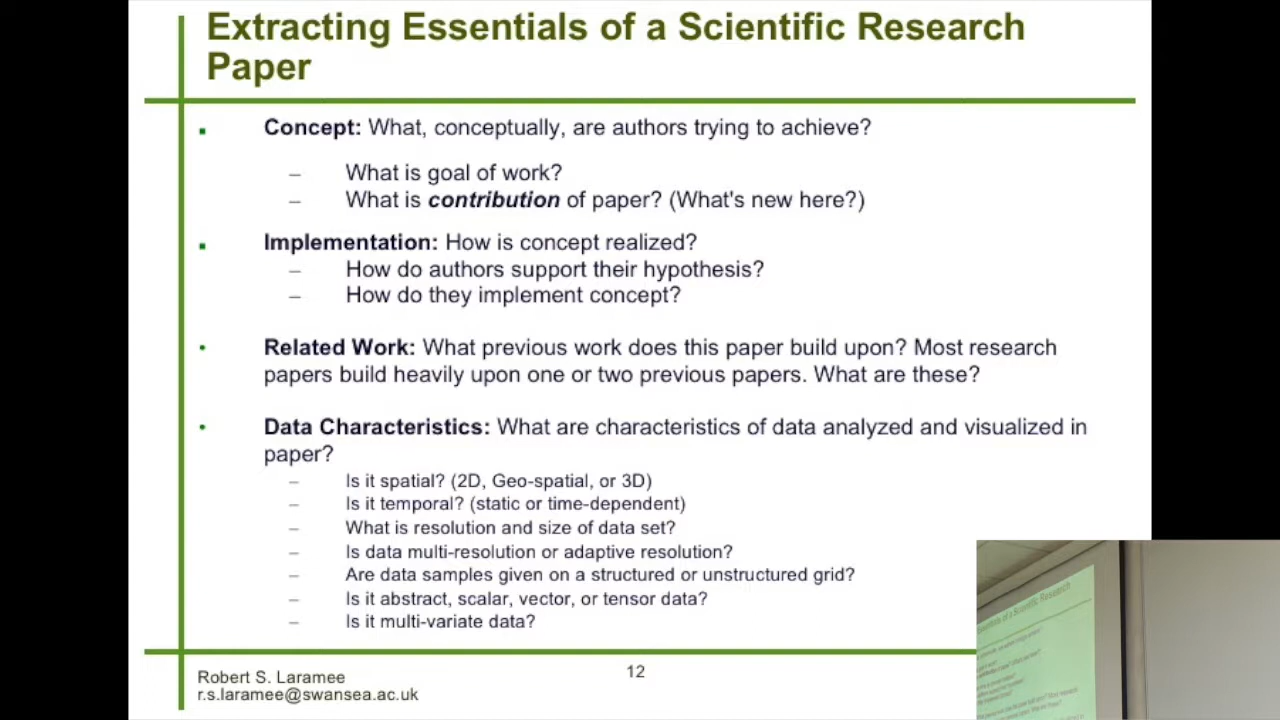 Extracting Essentials of a Scientific Research
Paper
Concept: What, conceptually, are authors trying to achieve?
– What is goal of work?
– What is contribution of paper? (What's new here?)
Implementation: How is concept realized?
– How do authors support their hypothesis?
– How do they implement concept?
Related Work: What previous work does this paper build upon? Most research
papers build heavily upon one or two previous papers. What are these?
Data Characteristics: What are characteristics of data analyzed and visualized in
paper?
– Is it spatial? (2D, Geo-spatial, or 3D)
– Is it temporal? (static or time-dependent)
– What is resolution and size of data set?
– Is data multi-resolution or adaptive resolution?
– Are data samples given on a structured or unstructured grid?
– Is it abstract, scalar, vector, or tensor data?
– Is it multi-variate data?
Robert S. Laramee
r.s.laramee@swansea.ac.uk
12
of a Scientific Research